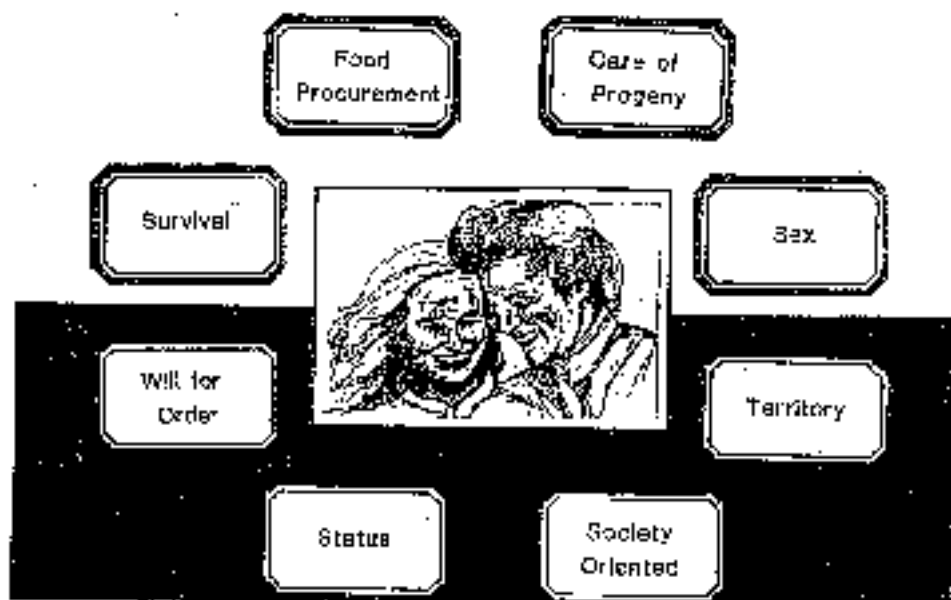 Food
Procurement
Care of
Progeny
Survival
Sex
Will for
Order
Territory
Status
Society
Oriented